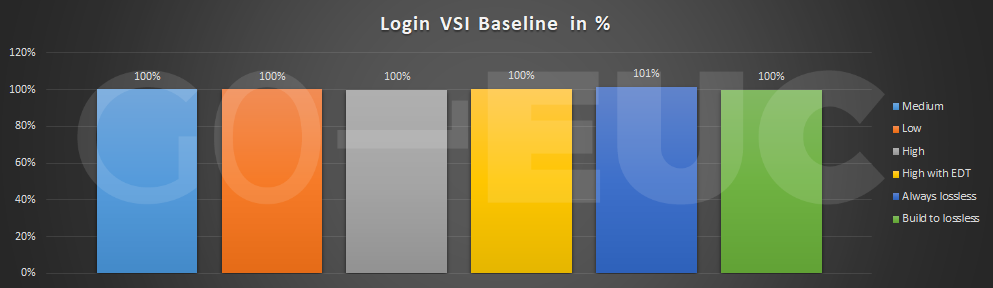 Login VSI Baseline in %
120%
100%
80%
60%
40%
20%
0%
100%
100%
100%
100%
101%
100%
GO-EUC
Medium
Low
High
High with EDT
Always lossless
Build to lossless